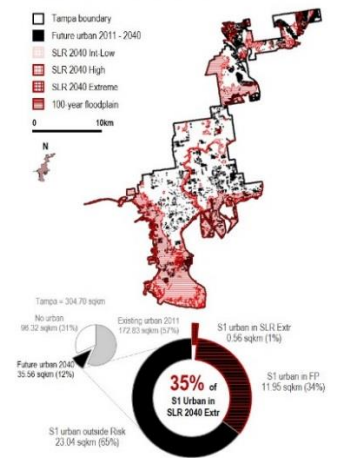 Tampa boundary
Future urban 2011 - 2040
SLR 2040 Int-Low
SLR 2040 High
SLR 2040 Extreme
100-year floodplain
0 10km
N
Tampa = 304.70 sqkm
No urban
96.32 sqkm (31%)
Existing urban 2011
172.83 sqkm (57%)
Future urban 2040
35.56 sqkm (12%)
S1 urban in SLR Extr
0.56 sqkm (1%)
35% of
S1 Urban in
SLR 2040 Extr
S1 urban in FP
11.95 sqkm (34%)
S1 urban outside Risk
23.04 sqkm (65%)